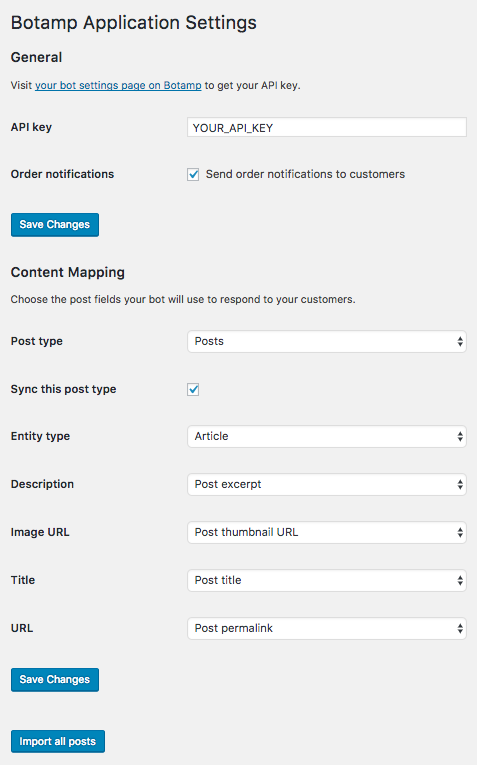 Botamp Application Settings
General
Visit your bot settings page on Botamp to get your API key.
API key YOUR_API_KEY
Order notifications Send order notifications to customers
Save Changes
Content Mapping
Choose the post fields your bot will use to respond to your customers.
Post type Posts
Sync this post type
Entity type Article
Description Post excerpt
Image URL Post thumbnail URL
Title Post title
URL Post permalink
Save Changes
Import all posts